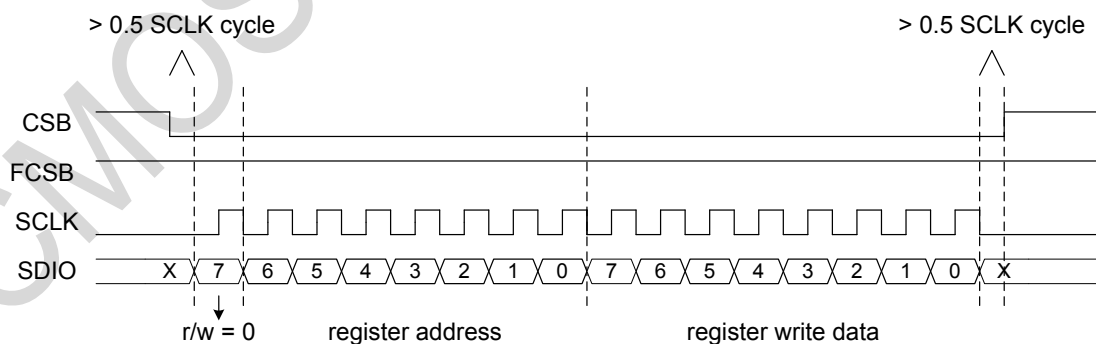 > 0.5 SCLK cycle > 0.5 SCLK cycle
CSB
FCSB
SCLK
SDIO X 7 6 5 4 3 2 1 0 7 6 5 4 3 2 1 0 X
r/w = 0 register address register write data
CMOS